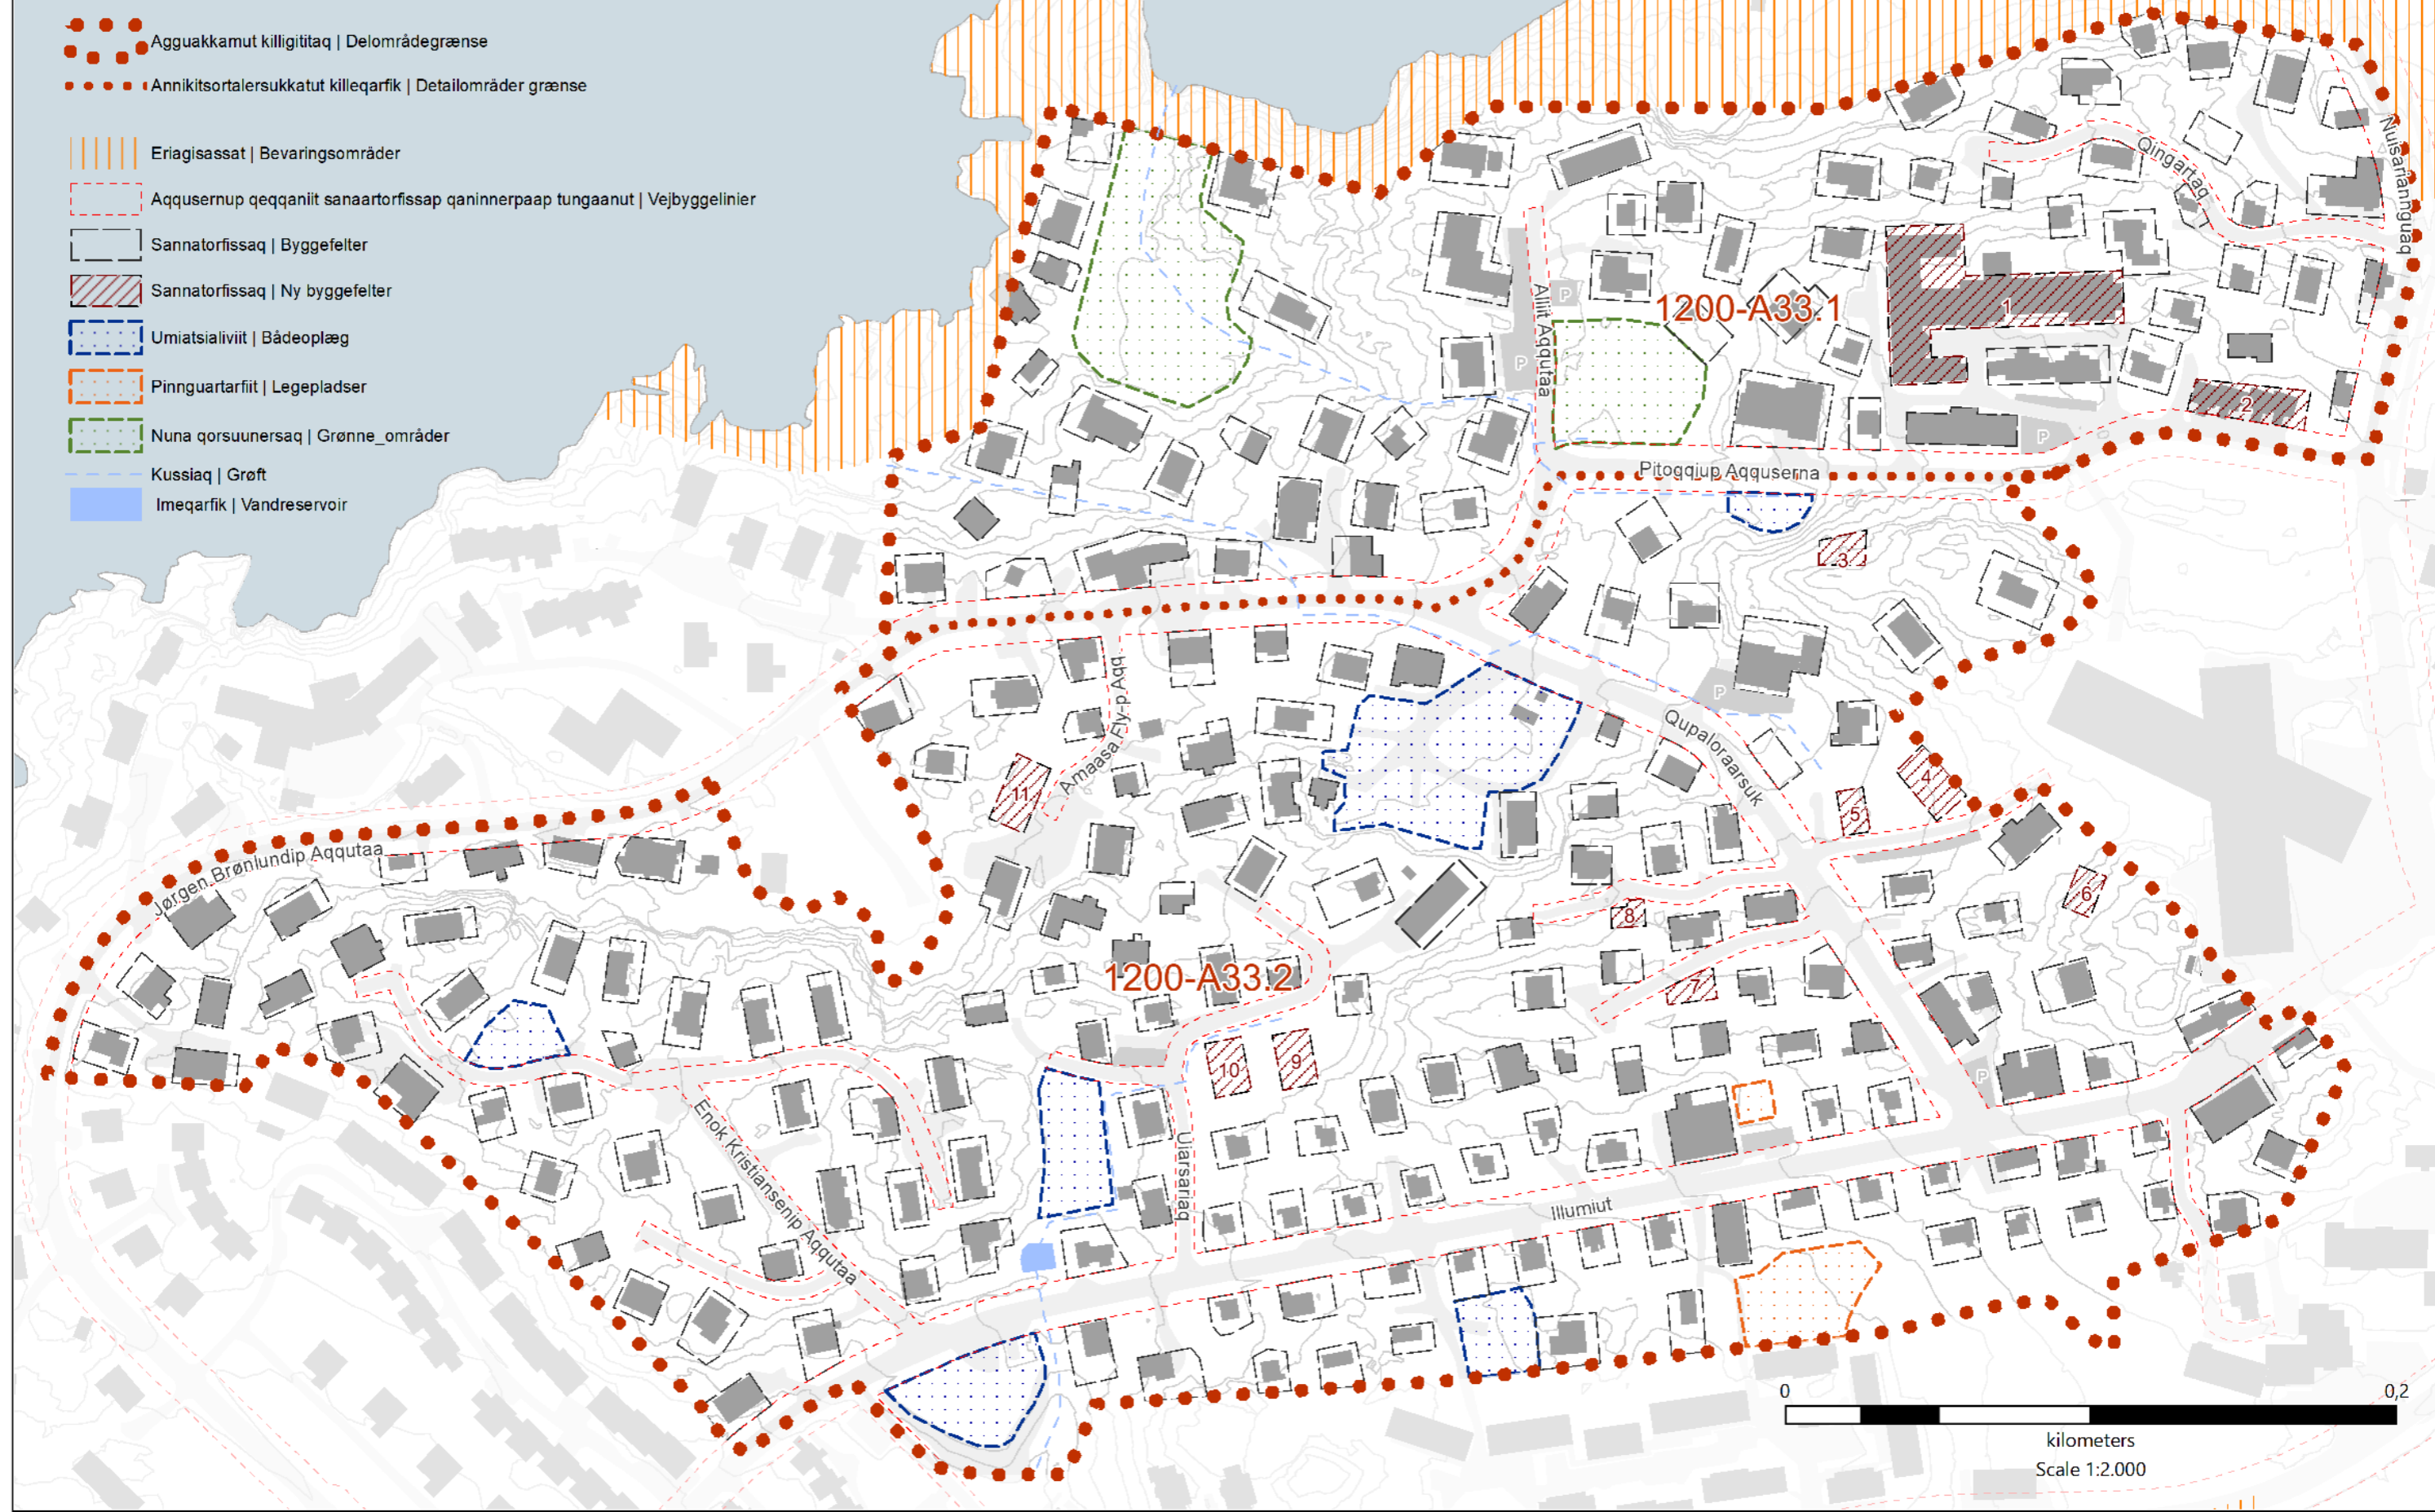 Agguakkamut killigititaq | Delområdegrænse
Annikitsortalersukkatut killeqarfik | Detailområder grænse
Eriagisassat | Bevaringsområder
Aqqusernup qeqqaniit sanaartorfissap qaninnerpaap tungaanut | Vejbyggelinier
Sannatorfissaq | Byggefelter
Sannatorfissaq | Ny byggefelter
Umiatsialiviit | Bådeoplæg
Pinnguartarfiit | Legepladser
Nuna qorsuunersaq | Grønne_områder
Kussiaq | Grøft
Imeqarfik | Vandreservoir
Nuisariannguaq
Qingartaq
Alliit Aqqutaa
P
P
1200-A33.1
1
2
P
Pitoqqiup Aqquserna
3
P
Qupaloraarsuk
Amaasa Fly-p Aqq
11
4
5
6
Jørgen Brønlundip Aqqutaa
8
7
1200-A33.2
10
9
P
Enok Kristiansenip Aqqutaa
Ujarsariaq
Illumiut
0
0,2
kilometers
Scale 1:2.000